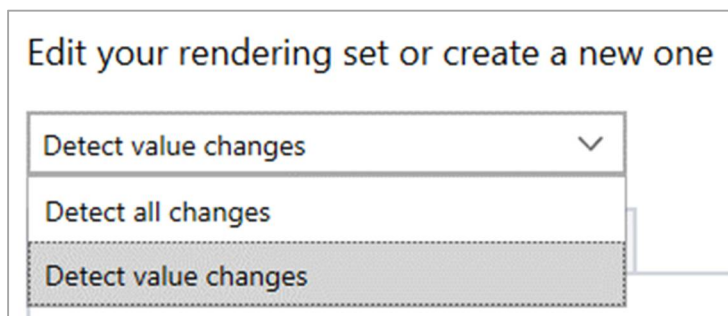 Edit your rendering set or create a new one
Detect value changes
Detect all changes
Detect value changes